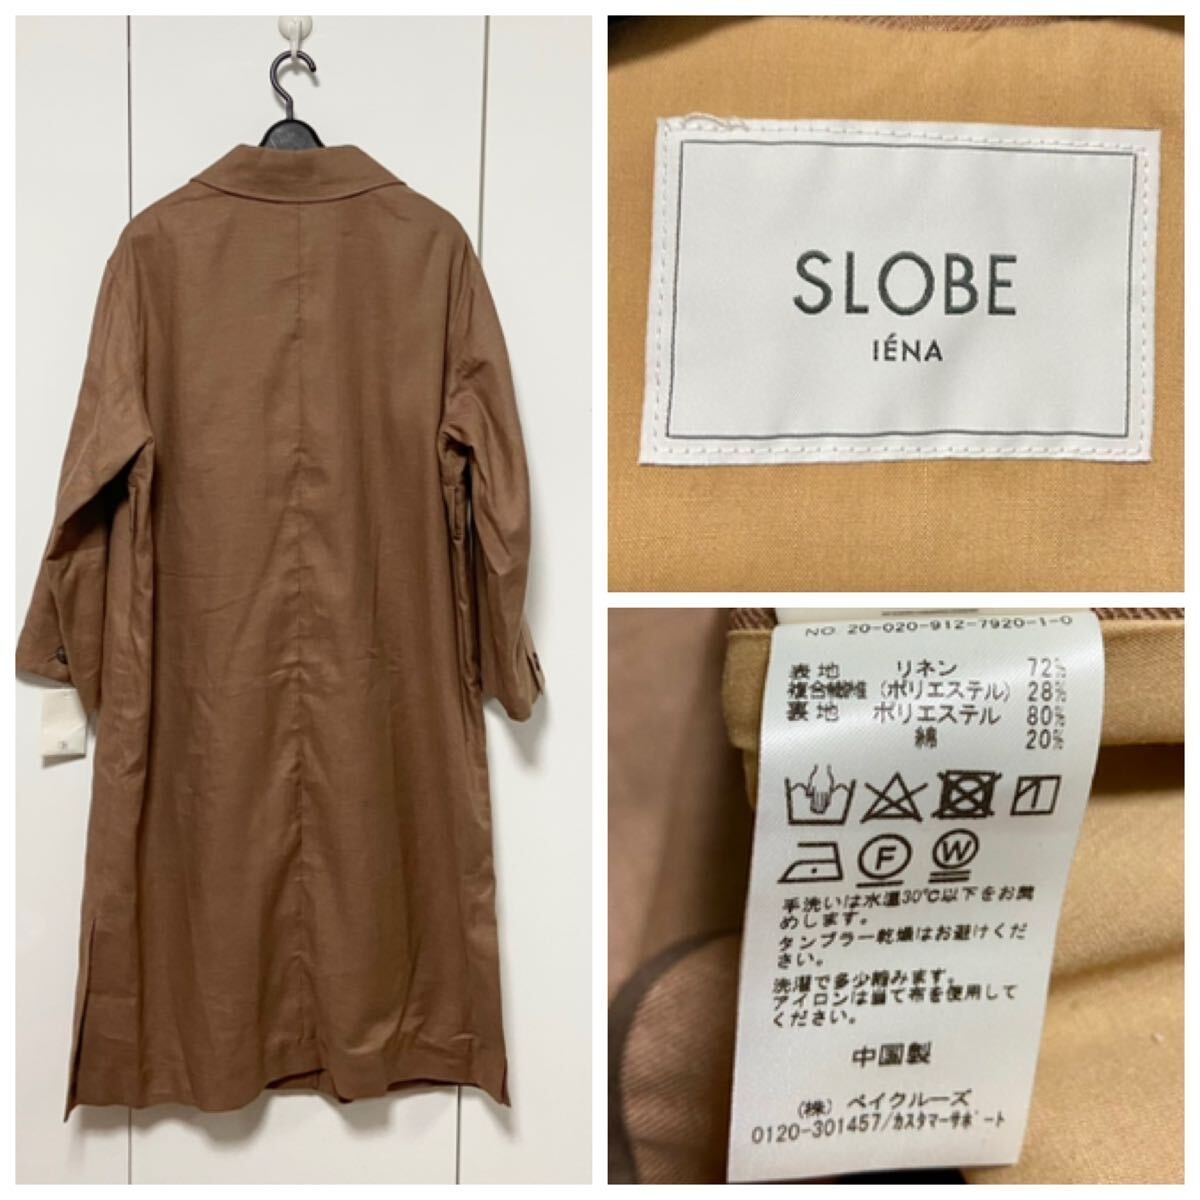 SLOBE
IÉNA
NO 20-020-912-7920-1-0
表地 リネン 72%
複合繊維 (ポリエステル) 28%
裏地 ポリエステル 80%
綿 20%
F W
手洗いは水温30℃以下をお薦
めします。
タンブラー乾燥はお避けくだ
さい。
洗濯で多少縮みます。
アイロンは当て布を使用して
ください。
中国製
(株) ベイクルーズ
0120-301457/カスタマーサポート